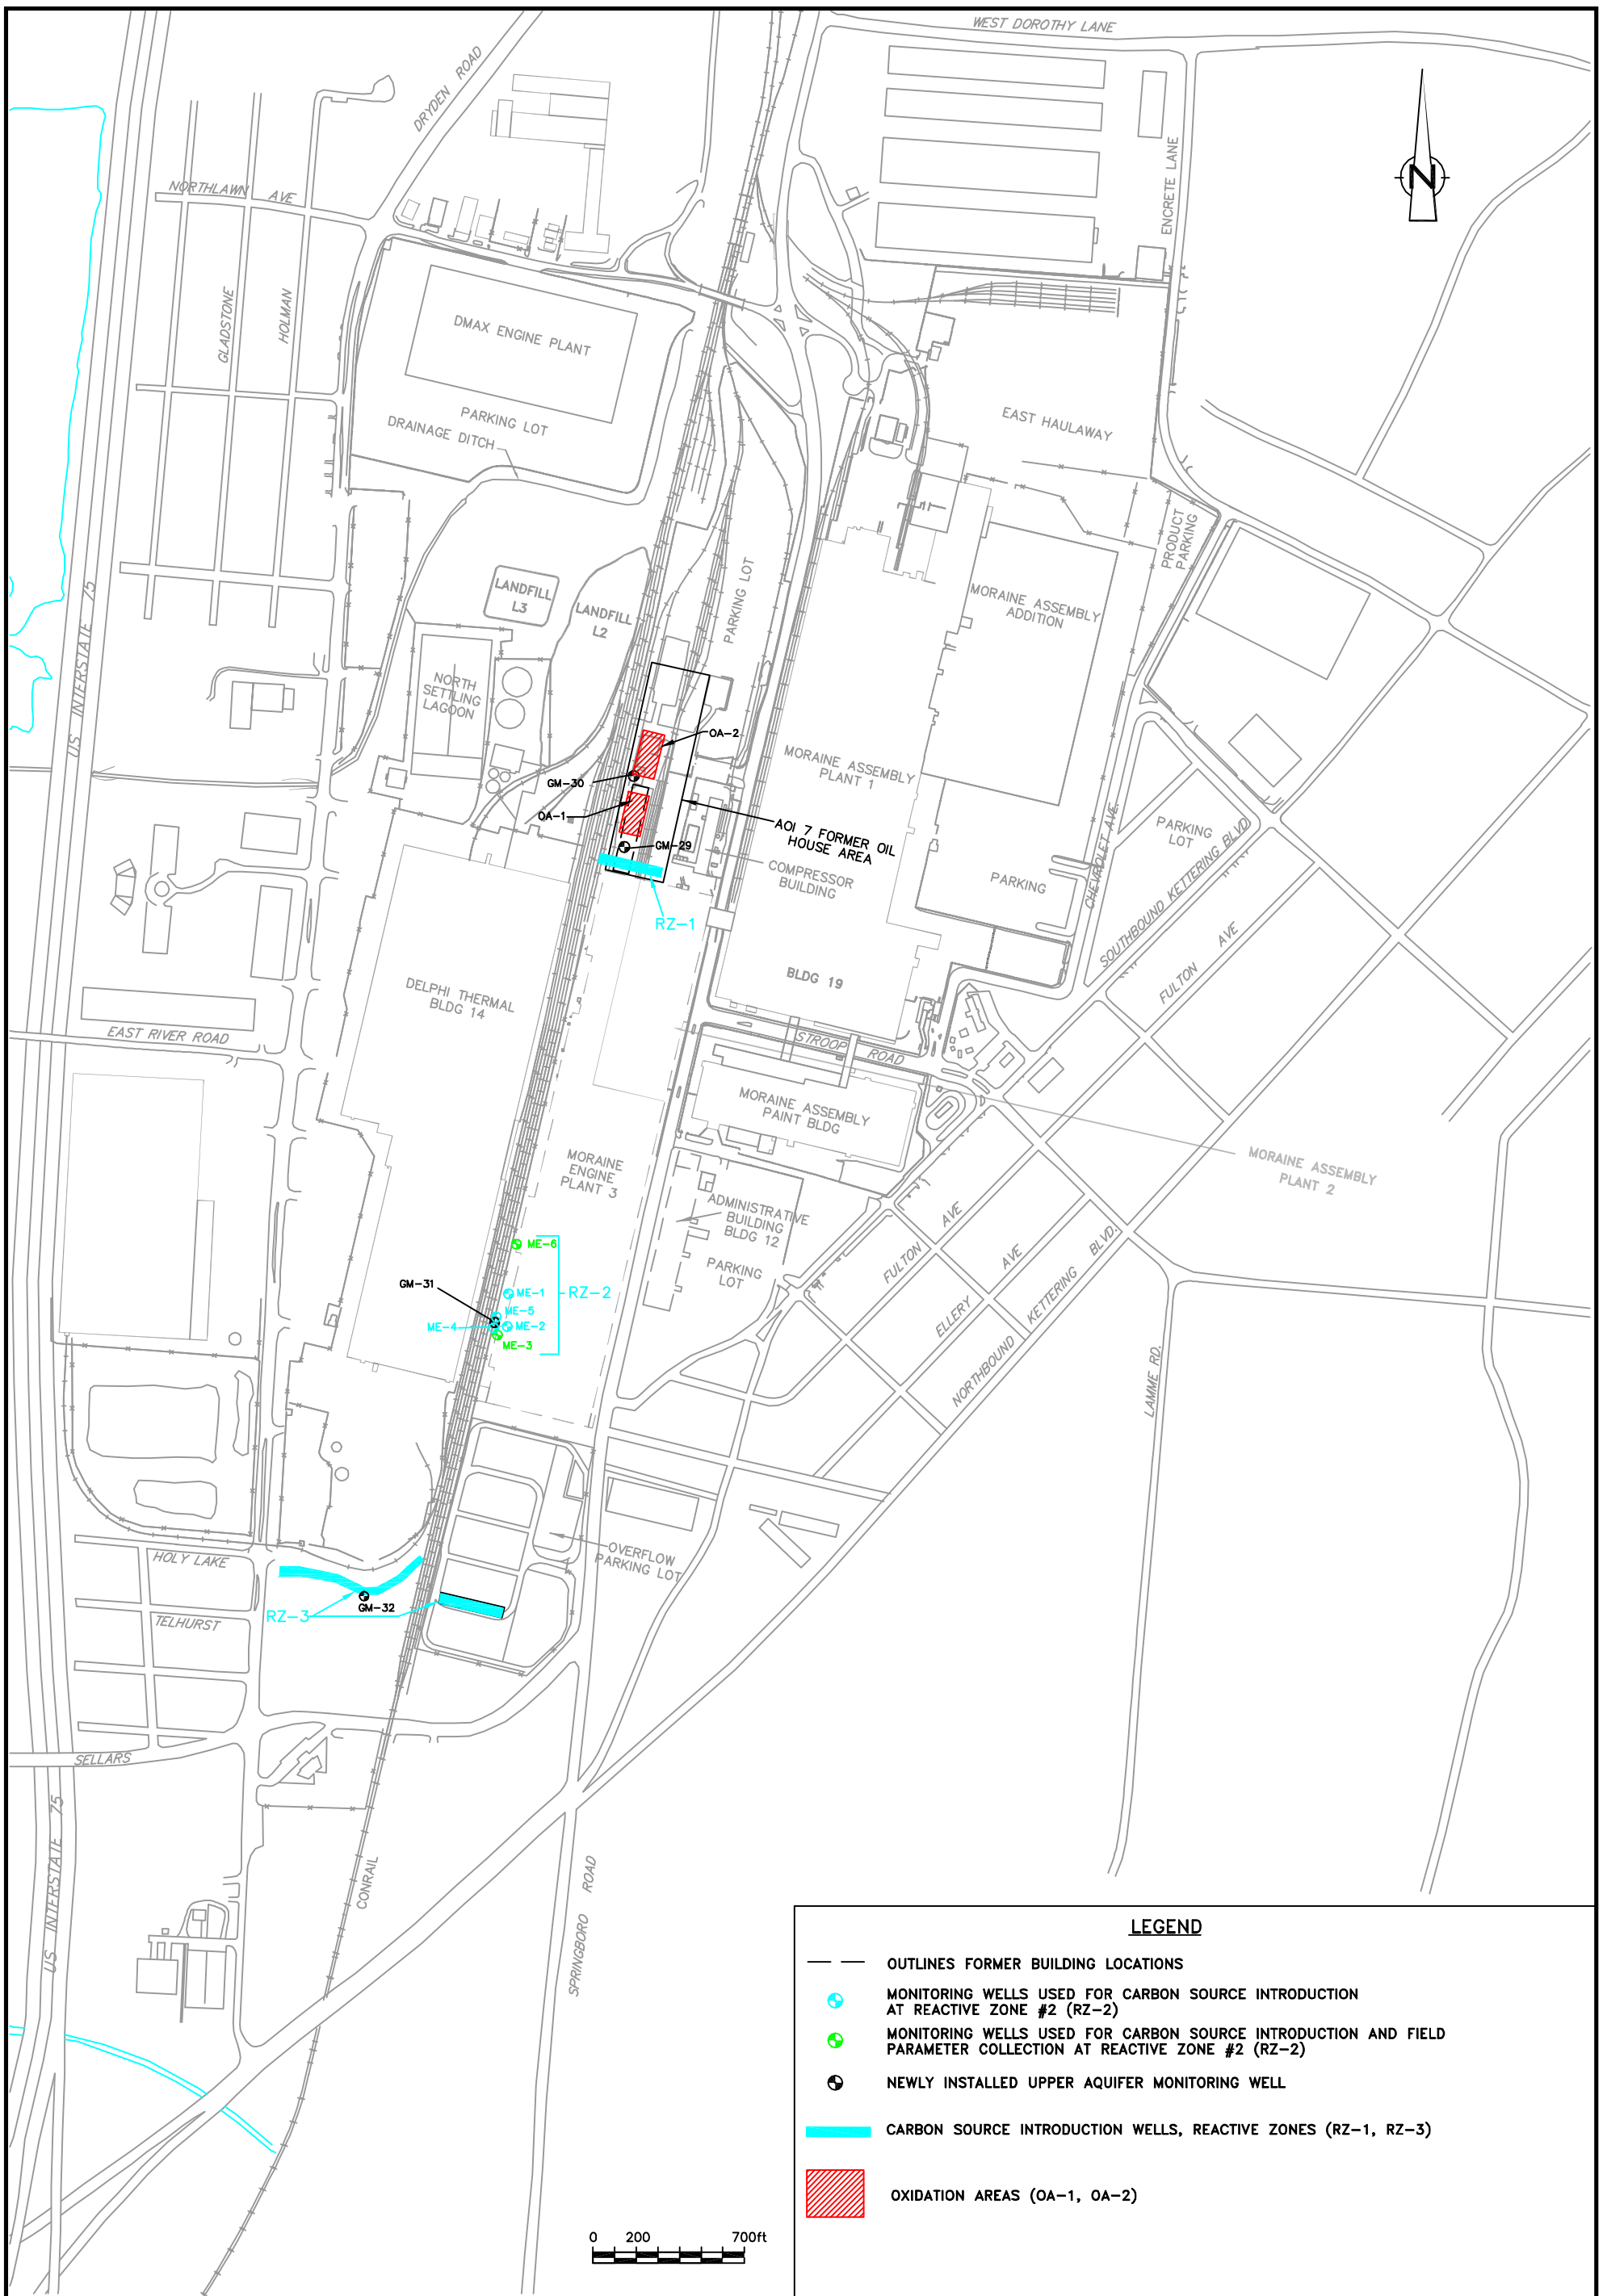 WEST DOROTHY LANE
DRYDEN ROAD
ENCRETE LANE
N
NORTHLAWN AVE
GLADSTONE
HOLMAN
DMAX ENGINE PLANT
PARKING LOT
DRAINAGE DITCH
EAST HAULAWAY
PRODUCT
PARKING
US INTERSTATE 75
LANDFILL
L3
LANDFILL
L2
PARKING LOT
MORAINE ASSEMBLY
ADDITION
NORTH
SETTLING
LAGOON
OA-2
GM-30
OA-1
GM-29
MORAINE ASSEMBLY
PLANT 1
AOI 7 FORMER OIL
HOUSE AREA
COMPRESSOR
BUILDING
PARKING
LOT
PARKING
CHEVROLET AVE.
SOUTHBOUND KETTERING BLVD
RZ-1
FULTON AVE
BLDG 19
DELPHI THERMAL
BLDG 14
EAST RIVER ROAD
STROOP ROAD
MORAINE ASSEMBLY
PAINT BLDG
MORAINE ASSEMBLY
PLANT 2
MORAINE
ENGINE
PLANT 3
ADMINISTRATIVE
BUILDING
BLDG 12
PARKING
LOT
FULTON AVE
ELLERY AVE
NORTHBOUND KETTERING BLVD.
LAMME RD.
ME-6
GM-31
ME-1
RZ-2
ME-5
ME-4
ME-2
ME-3
OVERFLOW
PARKING LOT
HOLY LAKE
RZ-3
GM-32
TELHURST
SELLARS
US INTERSTATE 75
CONRAIL
SPRINGBORO ROAD
LEGEND
OUTLINES FORMER BUILDING LOCATIONS
MONITORING WELLS USED FOR CARBON SOURCE INTRODUCTION
AT REACTIVE ZONE #2 (RZ-2)
MONITORING WELLS USED FOR CARBON SOURCE INTRODUCTION AND FIELD
PARAMETER COLLECTION AT REACTIVE ZONE #2 (RZ-2)
NEWLY INSTALLED UPPER AQUIFER MONITORING WELL
CARBON SOURCE INTRODUCTION WELLS, REACTIVE ZONES (RZ-1, RZ-3)
OXIDATION AREAS (OA-1, OA-2)
0 200 700ft